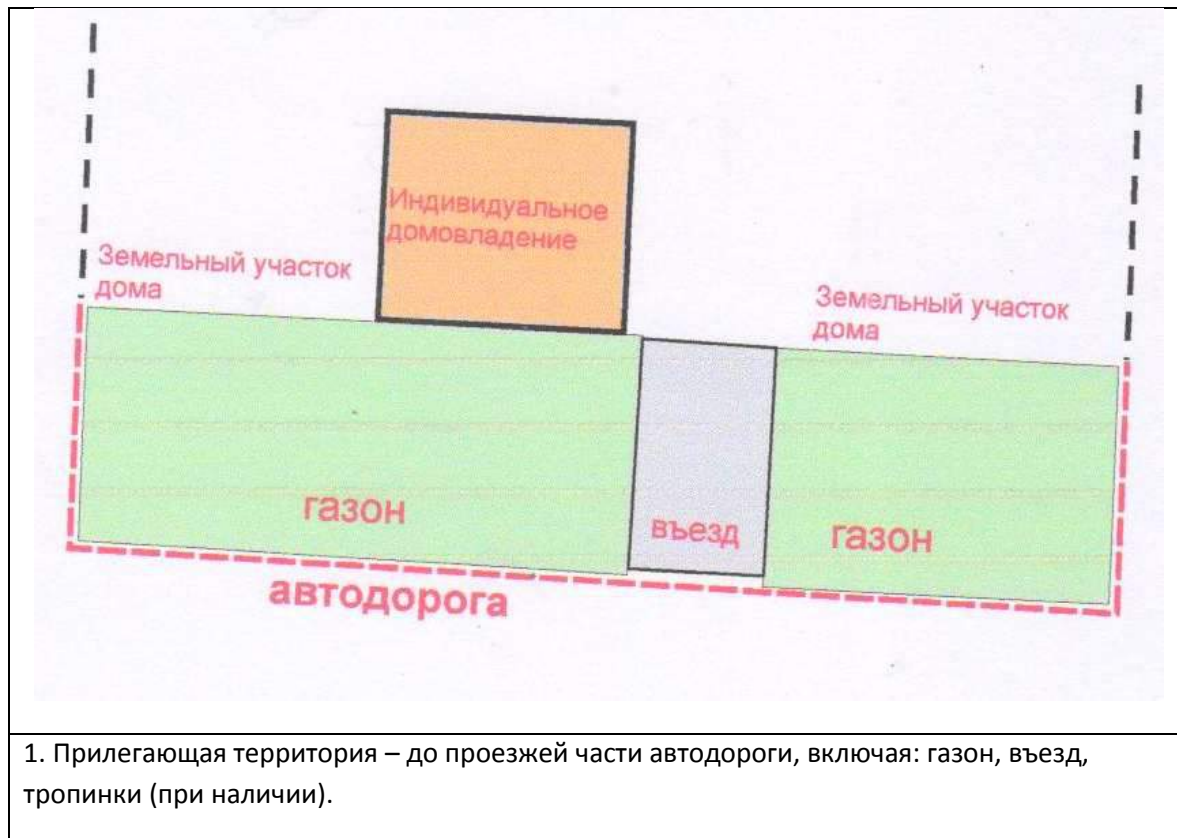 Индивидуальное
домовладение
Земельный участок
дома
Земельный участок
дома
газон
въезд
газон
автодорога
1. Прилегающая территория – до проезжей части автодороги, включая: газон, въезд,
тропинки (при наличии).